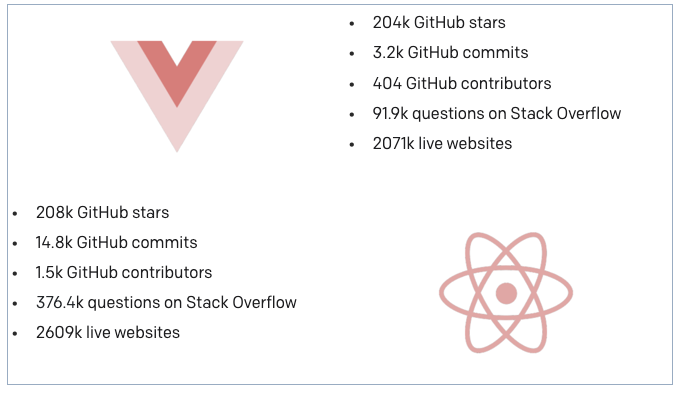 • 204k GitHub stars
• 3.2k GitHub commits
• 404 GitHub contributors
• 91.9k questions on Stack Overflow
• 2071k live websites
• 208k GitHub stars
• 14.8k GitHub commits
• 1.5k GitHub contributors
• 376.4k questions on Stack Overflow
• 2609k live websites